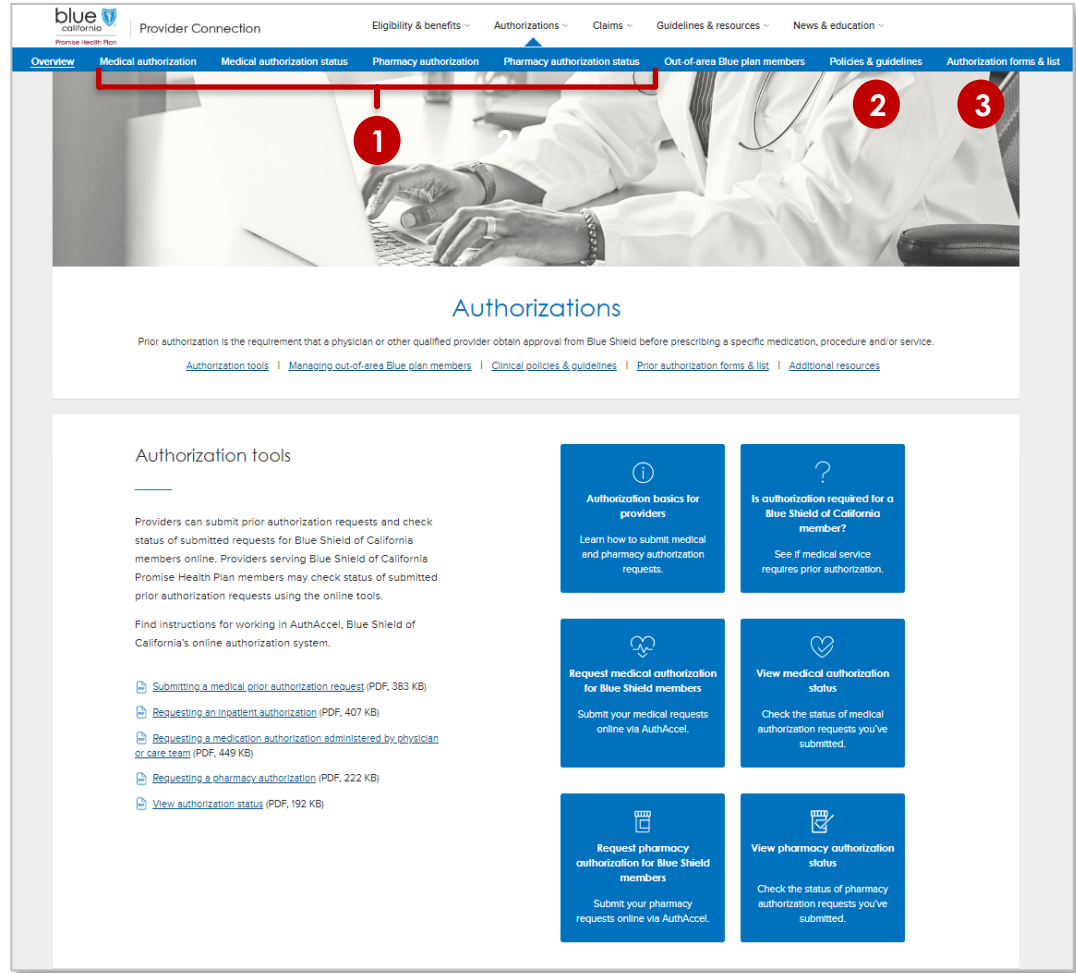 blue
california
Promise Health Plan
Provider Connection
Eligibility & benefits
Authorizations
Claims
Guidelines & resources
News & education
Overview
Medical authorization
Medical authorization status
Pharmacy authorization
Pharmacy authorization status
Out-of-area Blue plan members
Policies & guidelines
Authorization forms & list
1
2
2
3
Authorizations
Prior authorization is the requirement that a physician or other qualified provider obtain approval from Blue Shield before prescribing a specific medication, procedure and/or service.
Authorization tools | Managing out-of-area Blue plan members | Clinical policies & guidelines | Prior authorization forms & list | Additional resources
Authorization tools
Providers can submit prior authorization requests and check
status of submitted requests for Blue Shield of California
members online. Providers serving Blue Shield of California
Promise Health Plan members may check status of submitted
prior authorization requests using the online tools.
Find instructions for working in AuthAccel, Blue Shield of
California's online authorization system.
Submitting a medical prior authorization request (PDF, 383 KB)
Requesting an inpatient authorization (PDF, 407 KB)
Requesting a medication authorization administered by physician
or care team (PDF, 449 KB)
Requesting a pharmacy authorization (PDF, 222 KB)
View authorization status (PDF, 192 KB)
Authorization basics for
providers
Learn how to submit medical
and pharmacy authorization
requests.
Is authorization required for a
Blue Shield of California
member?
See if medical service
requires prior authorization.
Request medical authorization
for Blue Shield members
Submit your medical requests
online via AuthAccel.
View medical authorization
status
Check the status of medical
authorization requests you've
submitted.
Request pharmacy
authorization for Blue Shield
members
Submit your pharmacy
requests online via AuthAccel.
View pharmacy authorization
status
Check the status of pharmacy
authorization requests you've
submitted.